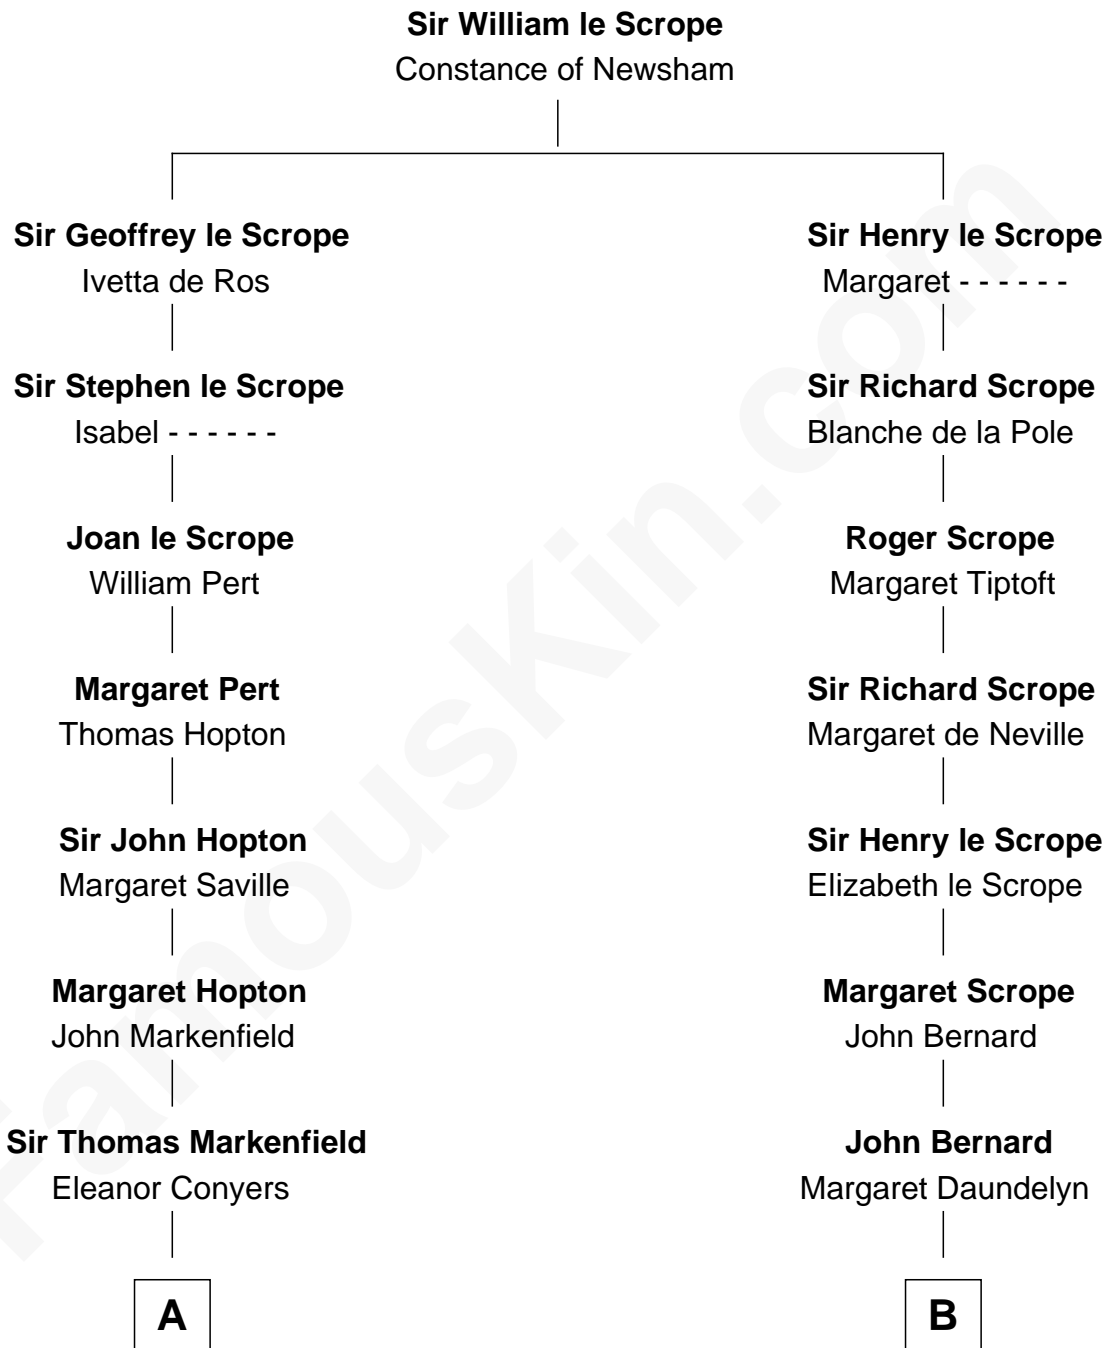 Sir William le Scrope
Constance of Newsham
Sir Geoffrey le Scrope
Ivetta de Ros
Sir Henry le Scrope
Margaret - - - - - -
Sir Stephen le Scrope
Isabel - - - - - -
Sir Richard Scrope
Blanche de la Pole
Joan le Scrope
William Pert
Roger Scrope
Margaret Tiptoft
Margaret Pert
Thomas Hopton
Sir Richard Scrope
Margaret de Neville
Sir John Hopton
Margaret Saville
Sir Henry le Scrope
Elizabeth le Scrope
Margaret Hopton
John Markenfield
Margaret Scrope
John Bernard
Sir Thomas Markenfield
Eleanor Conyers
John Bernard
Margaret Daundelyn
A
B
FamousKin.com